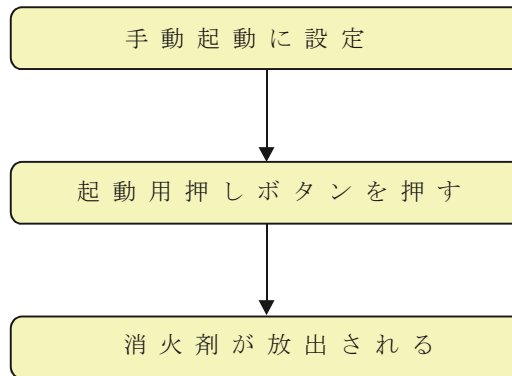 手動起動に設定
起動用押しボタンを押す
消火剤が放出される